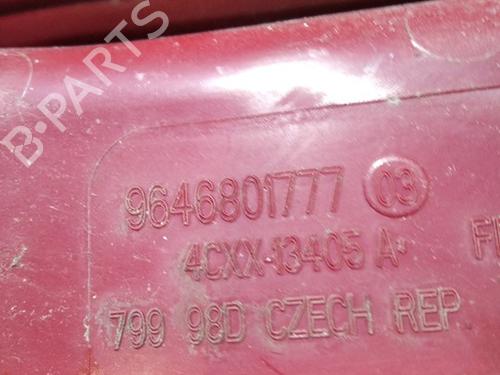 B-PARTS
9646801777 03
4CXX-13405 A
799 98D CZECH REP